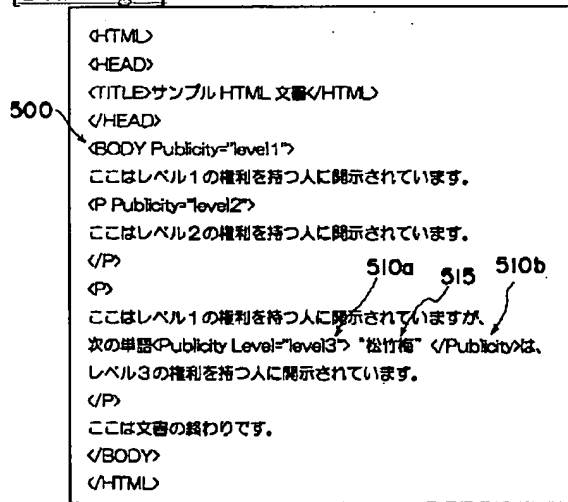 <HTML>
<HEAD>
<TITLE>サンプル HTML 文書</HTML>
</HEAD>
500
<BODY Publicity="level1">
ここはレベル1の権利を持つ人に開示されています。
<P Publicity="level2">
ここはレベル2の権利を持つ人に開示されています。
</P>
510a 515 510b
<P>
ここはレベル1の権利を持つ人に開示されていますが、
次の単語<Publicity Level="level3"> "松竹梅" </Publicity>は、
レベル3の権利を持つ人に開示されています。
</P>
ここは文書の終わりです。
</BODY>
</HTML>